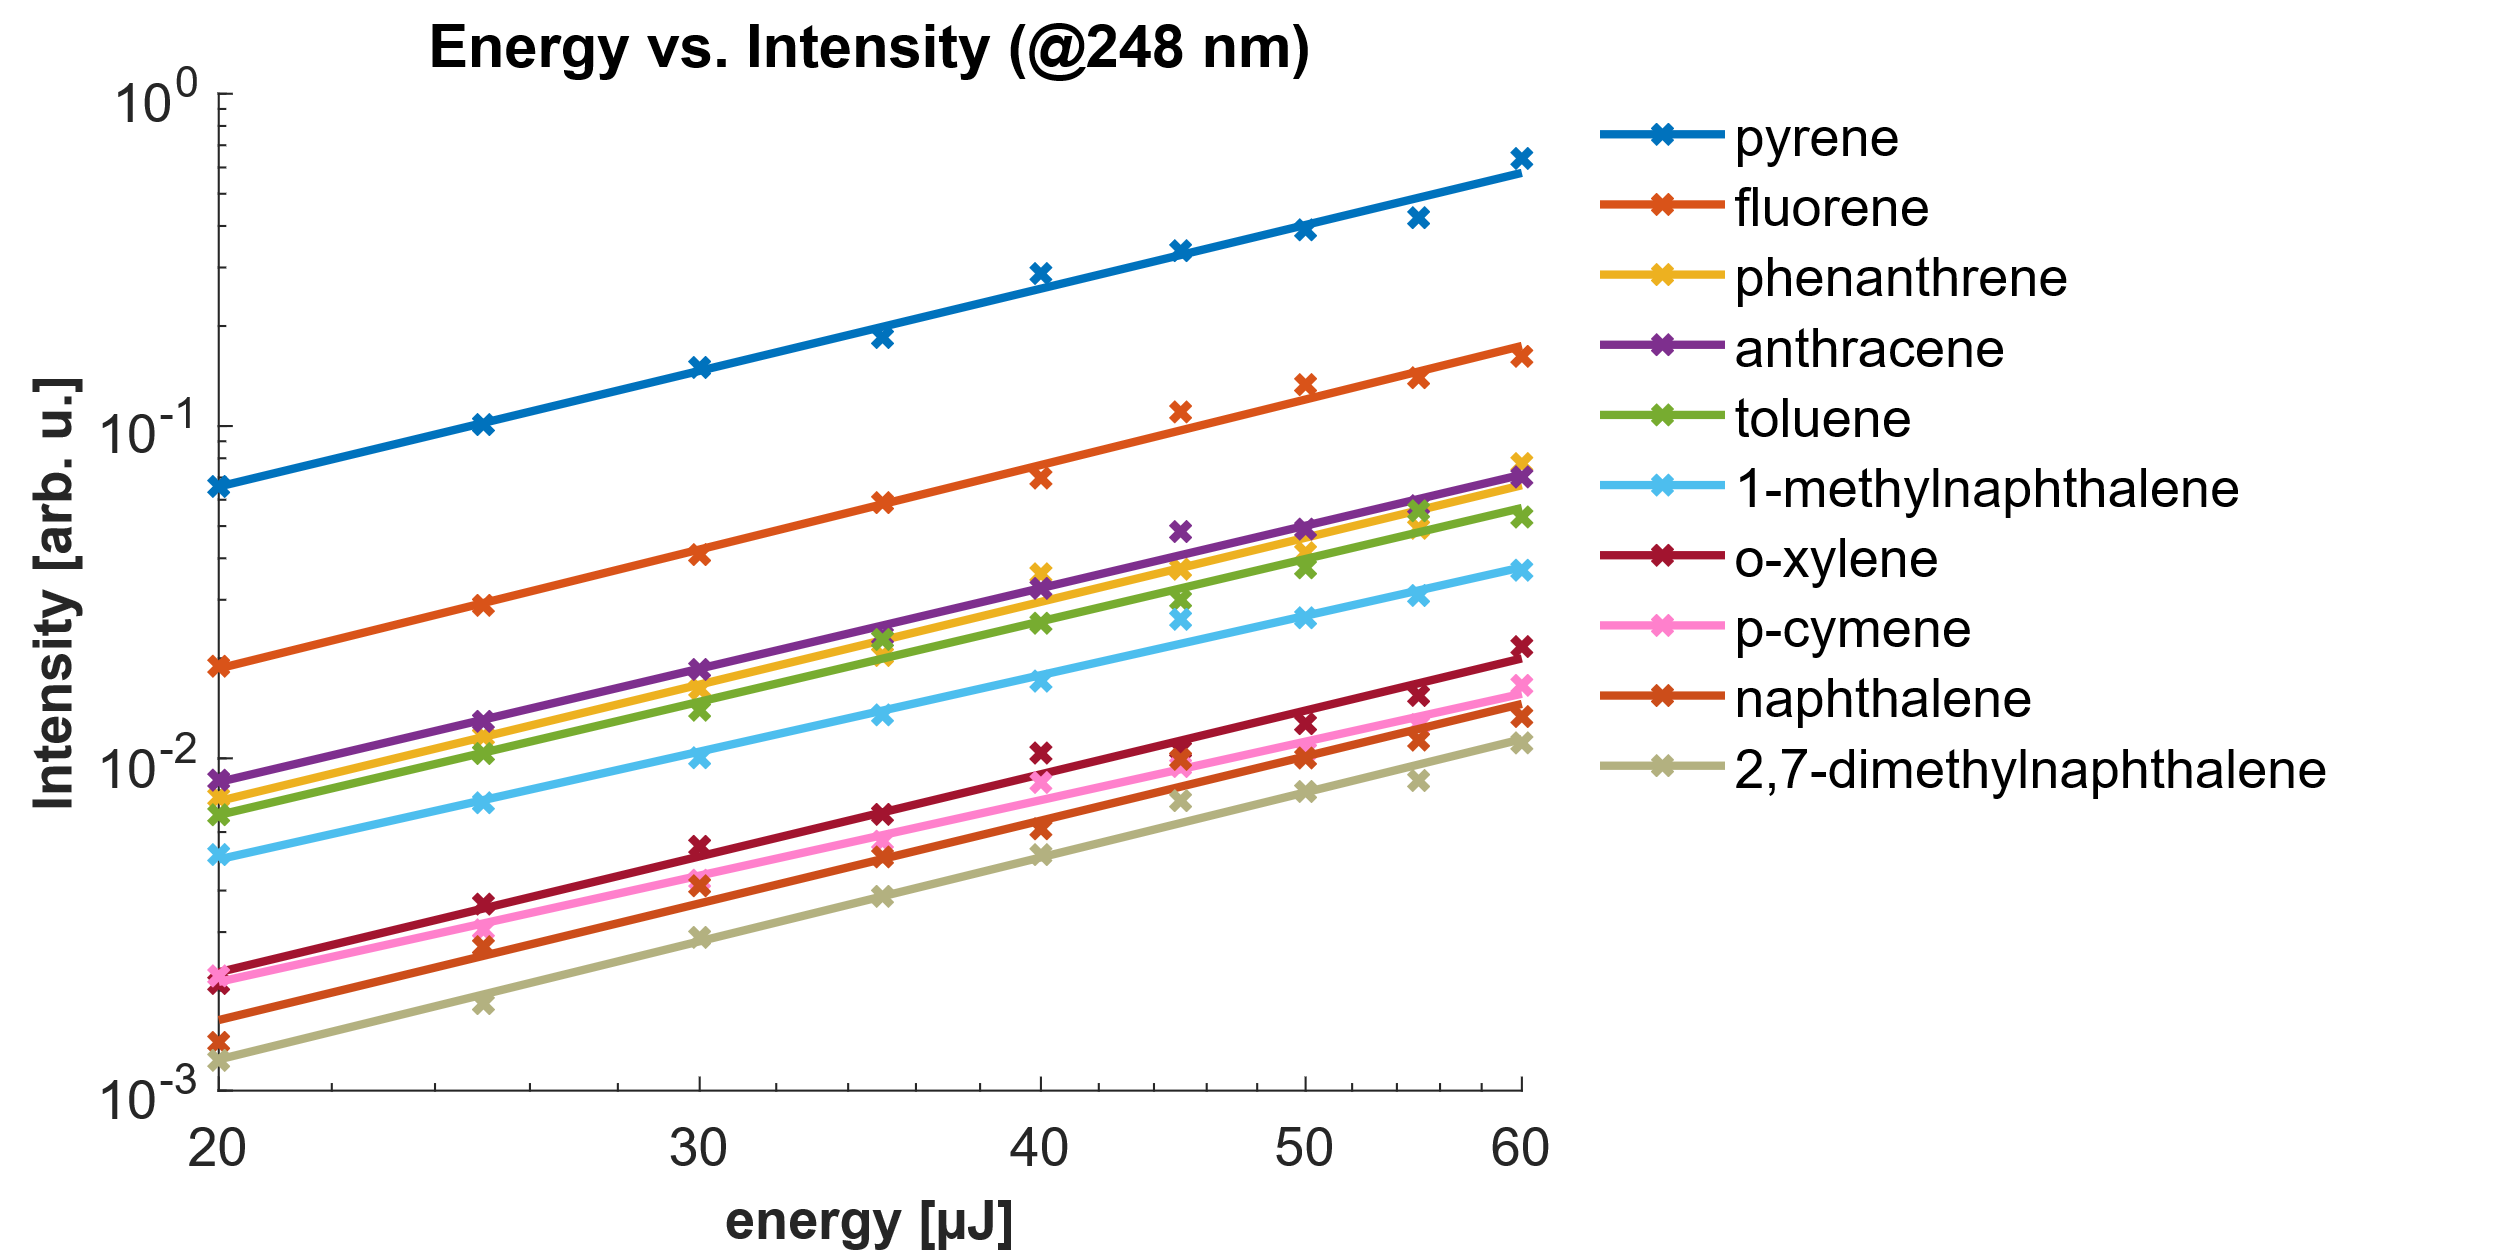 Energy vs. Intensity (@248 nm)
10^0
10^-1
10^-2
10^-3
Intensity [arb. u.]
20 30 40 50 60
energy [µJ]
pyrene
fluorene
phenanthrene
anthracene
toluene
1-methylnaphthalene
o-xylene
p-cymene
naphthalene
2,7-dimethylnaphthalene